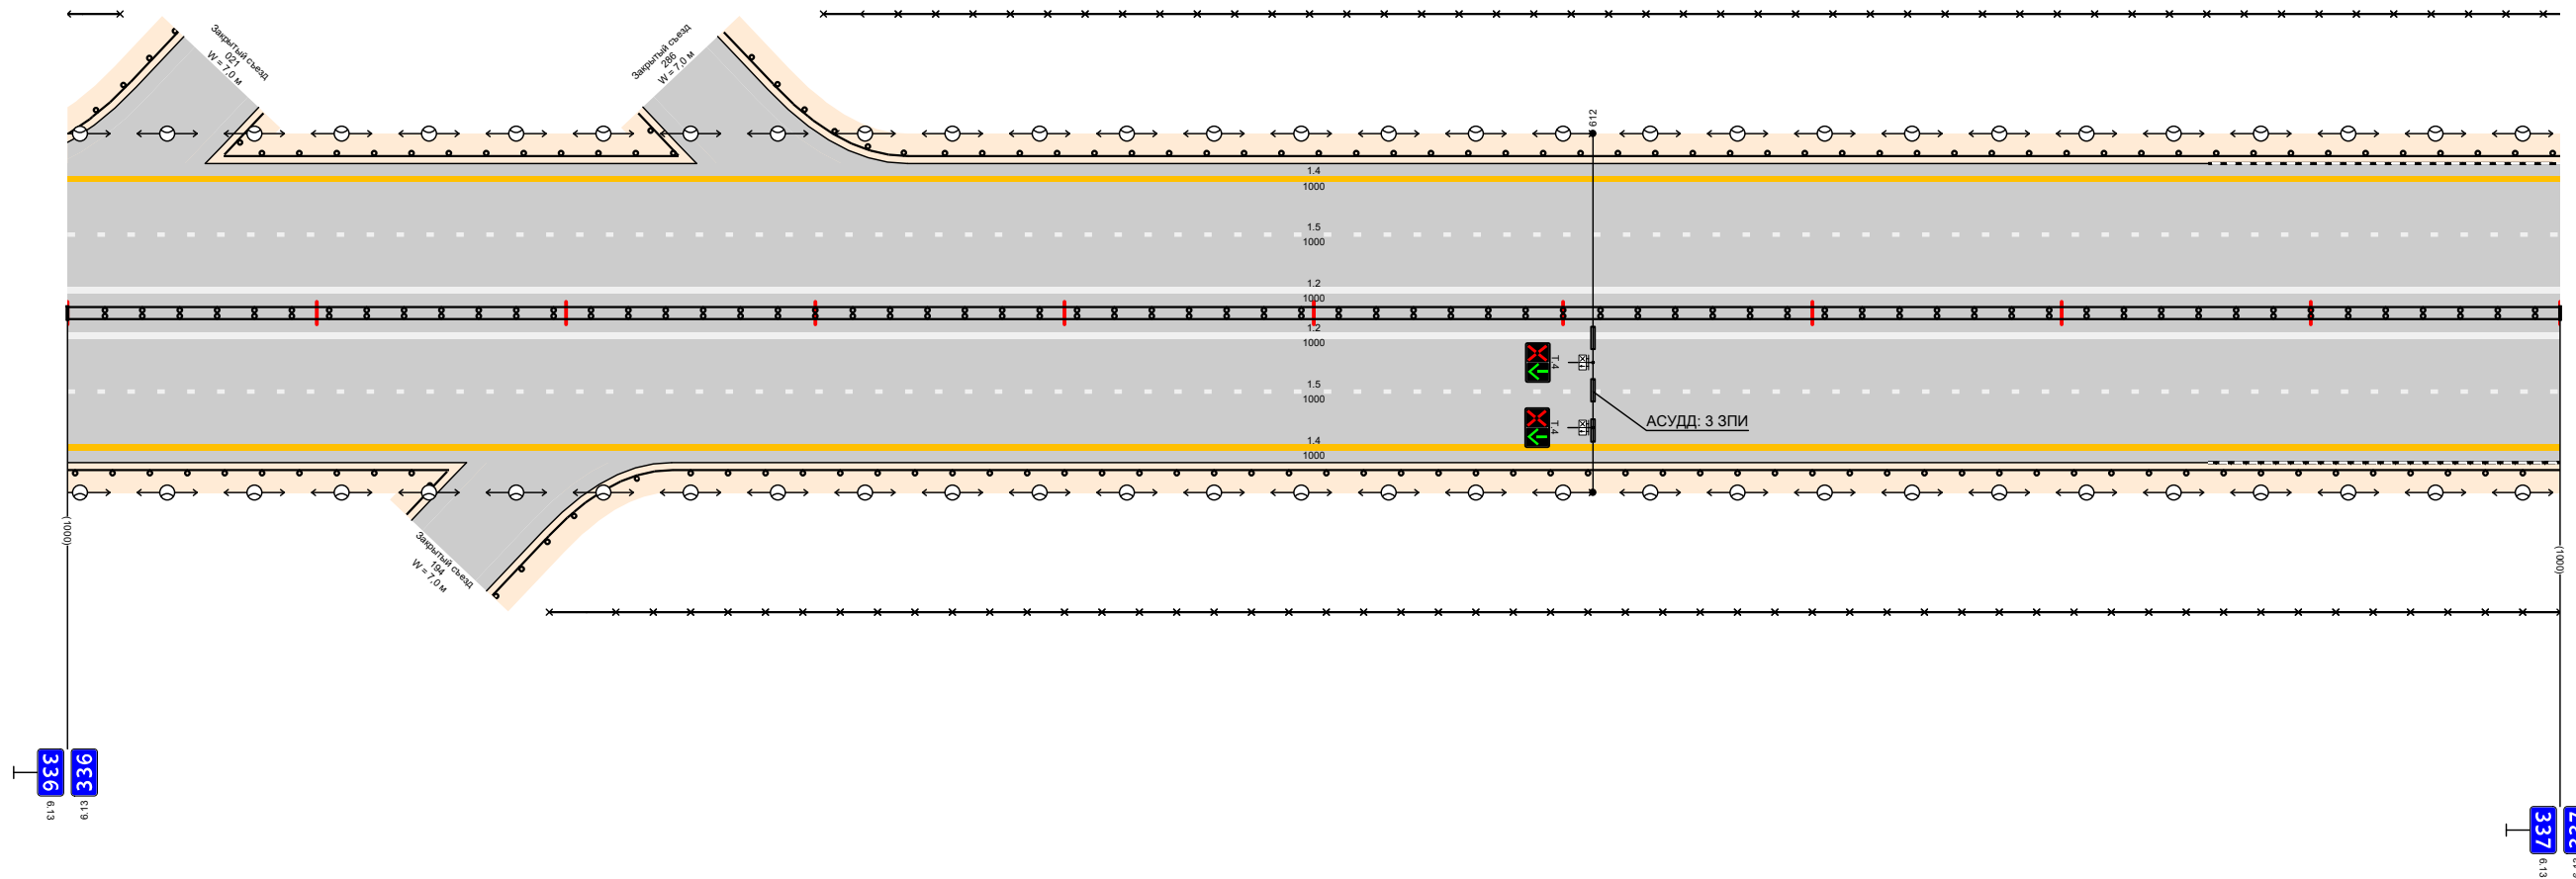 Закрытый съезд
021
W = 7,0 м
Закрытый съезд
286
W = 7,0 м
612
1.4
1000
1.5
1000
1.2
1000
1.2
1000
Т.4
1.5
1000
АСУДД: 3 ЗПИ
Т.4
1.4
1000
(1000)
(1000)
Закрытый съезд
194
W = 7,0 м
336
336
6.13
6.13
337
337
6.13